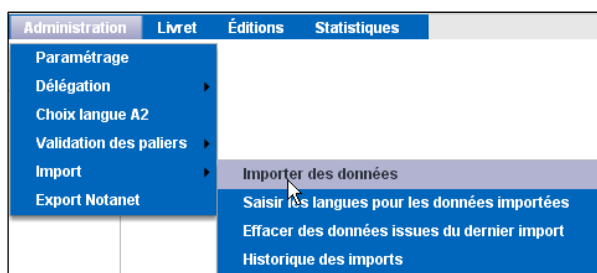 Administration Livret Éditions Statistiques
Paramétrage
Délégation
Choix langue A2
Validation des paliers
Import
Importer des données
Export Notanet
Saisir les langues pour les données importées
Effacer des données issues du dernier import
Historique des imports